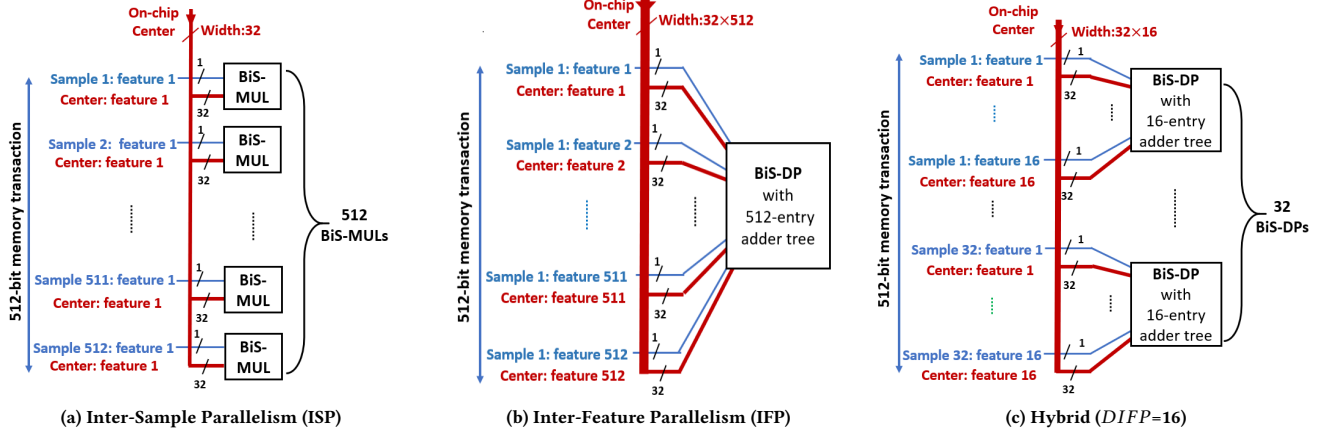 On-chip
Center
Width:32
512-bit memory transaction
1
Sample 1: feature 1
Center: feature 1
32
BiS-
MUL
1
Sample 2: feature 1
Center: feature 1
32
BiS-
MUL
512
BiS-MULs
1
Sample 511: feature 1
Center: feature 1
32
BiS-
MUL
1
Sample 512: feature 1
Center: feature 1
32
BiS-
MUL
(a) Inter-Sample Parallelism (ISP)
On-chip
Center
Width:32×512
512-bit memory transaction
1
Sample 1: feature 1
Center: feature 1
32
1
Sample 1: feature 2
Center: feature 2
32
BiS-DP
with
512-entry
adder tree
1
Sample 1: feature 511
Center: feature 511
32
1
Sample 1: feature 512
Center: feature 512
32
(b) Inter-Feature Parallelism (IFP)
On-chip
Center
Width:32×16
512-bit memory transaction
1
Sample 1: feature 1
Center: feature 1
32
BiS-DP
with
16-entry
adder tree
1
Sample 1: feature 16
Center: feature 16
32
32
BiS-DPs
1
Sample 32: feature 1
Center: feature 1
32
BiS-DP
with
16-entry
adder tree
1
Sample 32: feature 16
Center: feature 16
32
(c) Hybrid (DIFP=16)